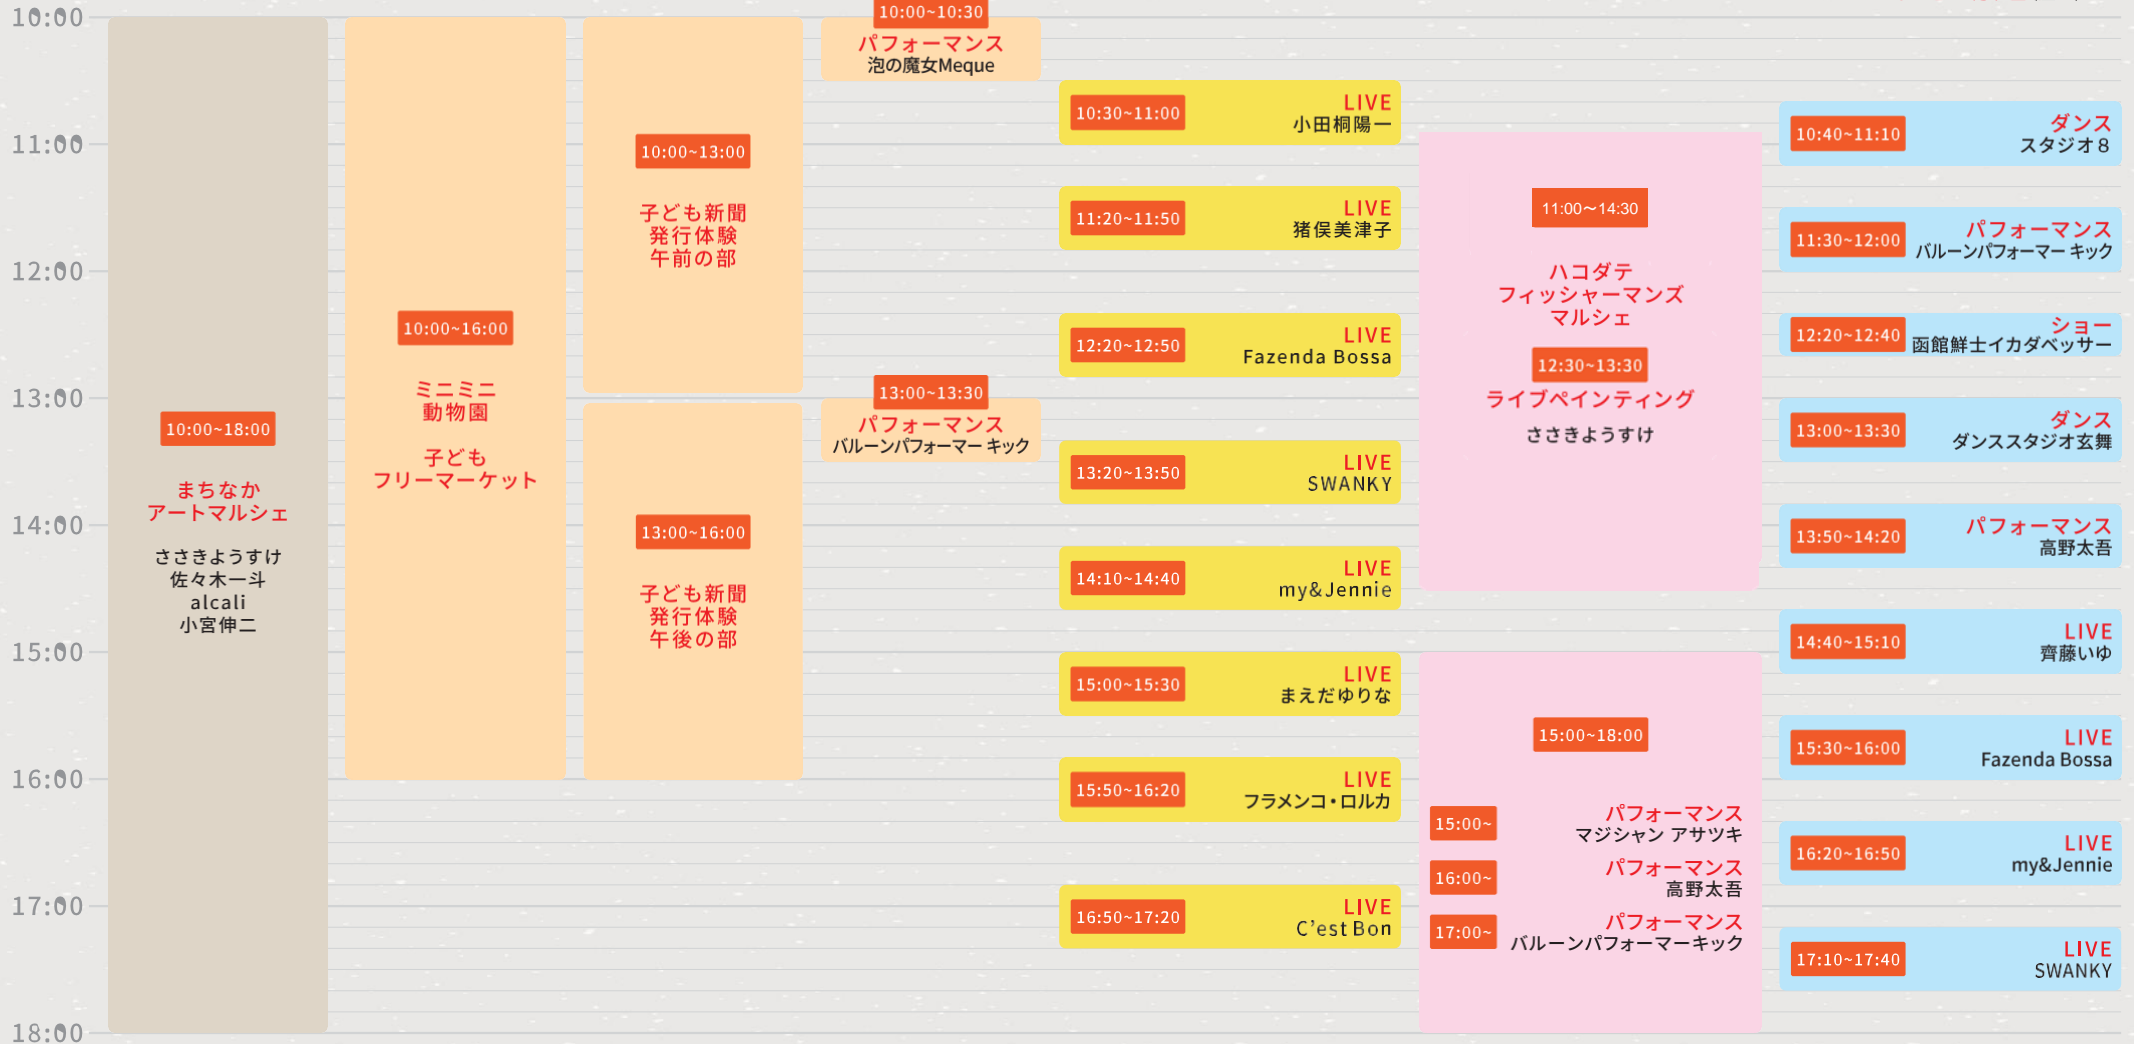 10:00
11:00
12:00
13:00
14:00
15:00
16:00
17:00
18:00
10:00~18:00
まちなか
アートマルシェ
ささきようすけ
佐々木一斗
alcali
小宮伸二
10:00~16:00
ミニミニ
動物園
子ども
フリーマーケット
10:00~13:00
子ども新聞
発行体験
午前の部
13:00~16:00
子ども新聞
発行体験
午後の部
10:00~10:30
パフォーマンス
泡の魔女Meque
13:00~13:30
パフォーマンス
バルーンパフォーマー キック
10:30~11:00
LIVE
小田桐陽一
11:20~11:50
LIVE
猪俣美津子
12:20~12:50
LIVE
Fazenda Bossa
13:20~13:50
LIVE
SWANKY
14:10~14:40
LIVE
my&Jennie
15:00~15:30
LIVE
まえだゆりな
15:50~16:20
LIVE
フラメンコ・ロルカ
16:50~17:20
LIVE
C’est Bon
11:00〜14:30
ハコダテ
フィッシャーマンズ
マルシェ
12:30~13:30
ライブペインティング
ささきようすけ
15:00~18:00
15:00~
パフォーマンス
マジシャン アサツキ
16:00~
パフォーマンス
高野太吾
17:00~
パフォーマンス
バルーンパフォーマーキック
10:40~11:10
ダンス
スタジオ8
11:30~12:00
パフォーマンス
バルーンパフォーマー キック
12:20~12:40
ショー
函館鮮士イカダベッサー
13:00~13:30
ダンス
ダンススタジオ玄舞
13:50~14:20
パフォーマンス
高野太吾
14:40~15:10
LIVE
齊藤いゆ
15:30~16:00
LIVE
Fazenda Bossa
16:20~16:50
LIVE
my&Jennie
17:10~17:40
LIVE
SWANKY